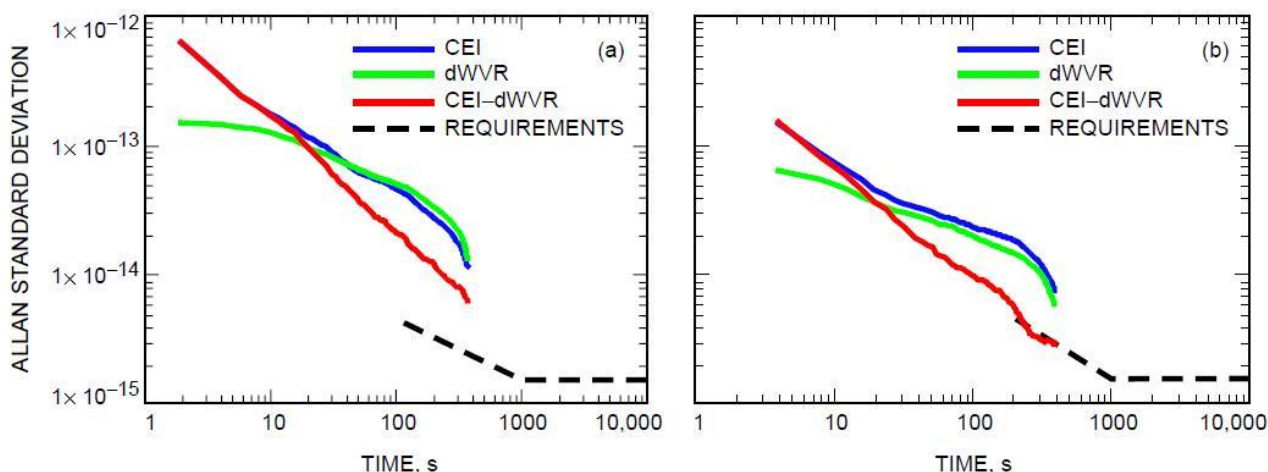 ALLAN STANDARD DEVIATION
1× 10−12
1× 10−13
1× 10−14
1× 10−15
CEI
dWVR
CEI–dWVR
REQUIREMENTS
(a)
1
10
100
1000
10,000
TIME, s
CEI
dWVR
CEI–dWVR
REQUIREMENTS
(b)
1
10
100
1000
10,000
TIME, s